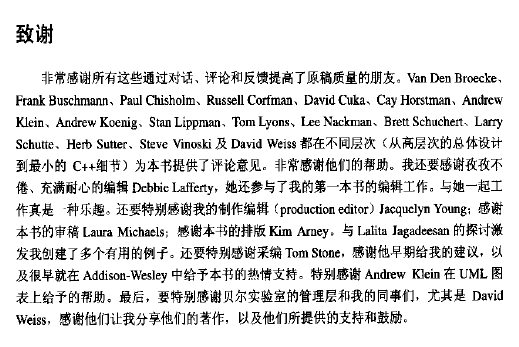 致谢
非常感谢所有这些通过对话、评论和反馈提高了原稿质量的朋友。Van Den Broecke、
Frank Buschmann、Paul Chisholm、Russell Corfman、David Cuka、Cay Horstman、Andrew
Klein、Andrew Koenig、Stan Lippman、Tom Lyons、Lee Nackman、Brett Schuchert、Larry
Schutte、Herb Sutter、Steve Vinoski 及 David Weiss 都在不同层次（从高层次的总体设计
到最小的 C++细节）为本书提供了评论意见。非常感谢他们的帮助。我还要感谢孜孜不
倦、充满耐心的编辑 Debbie Lafferty，她还参与了我的第一本书的编辑工作。与她一起工
作真是一种乐趣。还要特别感谢我的制作编辑（production editor）Jacquelyn Young；感谢
本书的审稿 Laura Michaels；感谢本书的排版 Kim Arney。与 Lalita Jagadeesan 的探讨激
发我创建了多个有用的例子。还要特别感谢采编 Tom Stone，感谢他早期给我的建议，以
及很早就在 Addison-Wesley 中给予本书的热情支持。特别感谢 Andrew Klein 在 UML 图
表上给予的帮助。最后，要特别感谢贝尔实验室的管理层和我的同事们，尤其是 David
Weiss，感谢他们让我分享他们的著作，以及他们所提供的支持和鼓励。